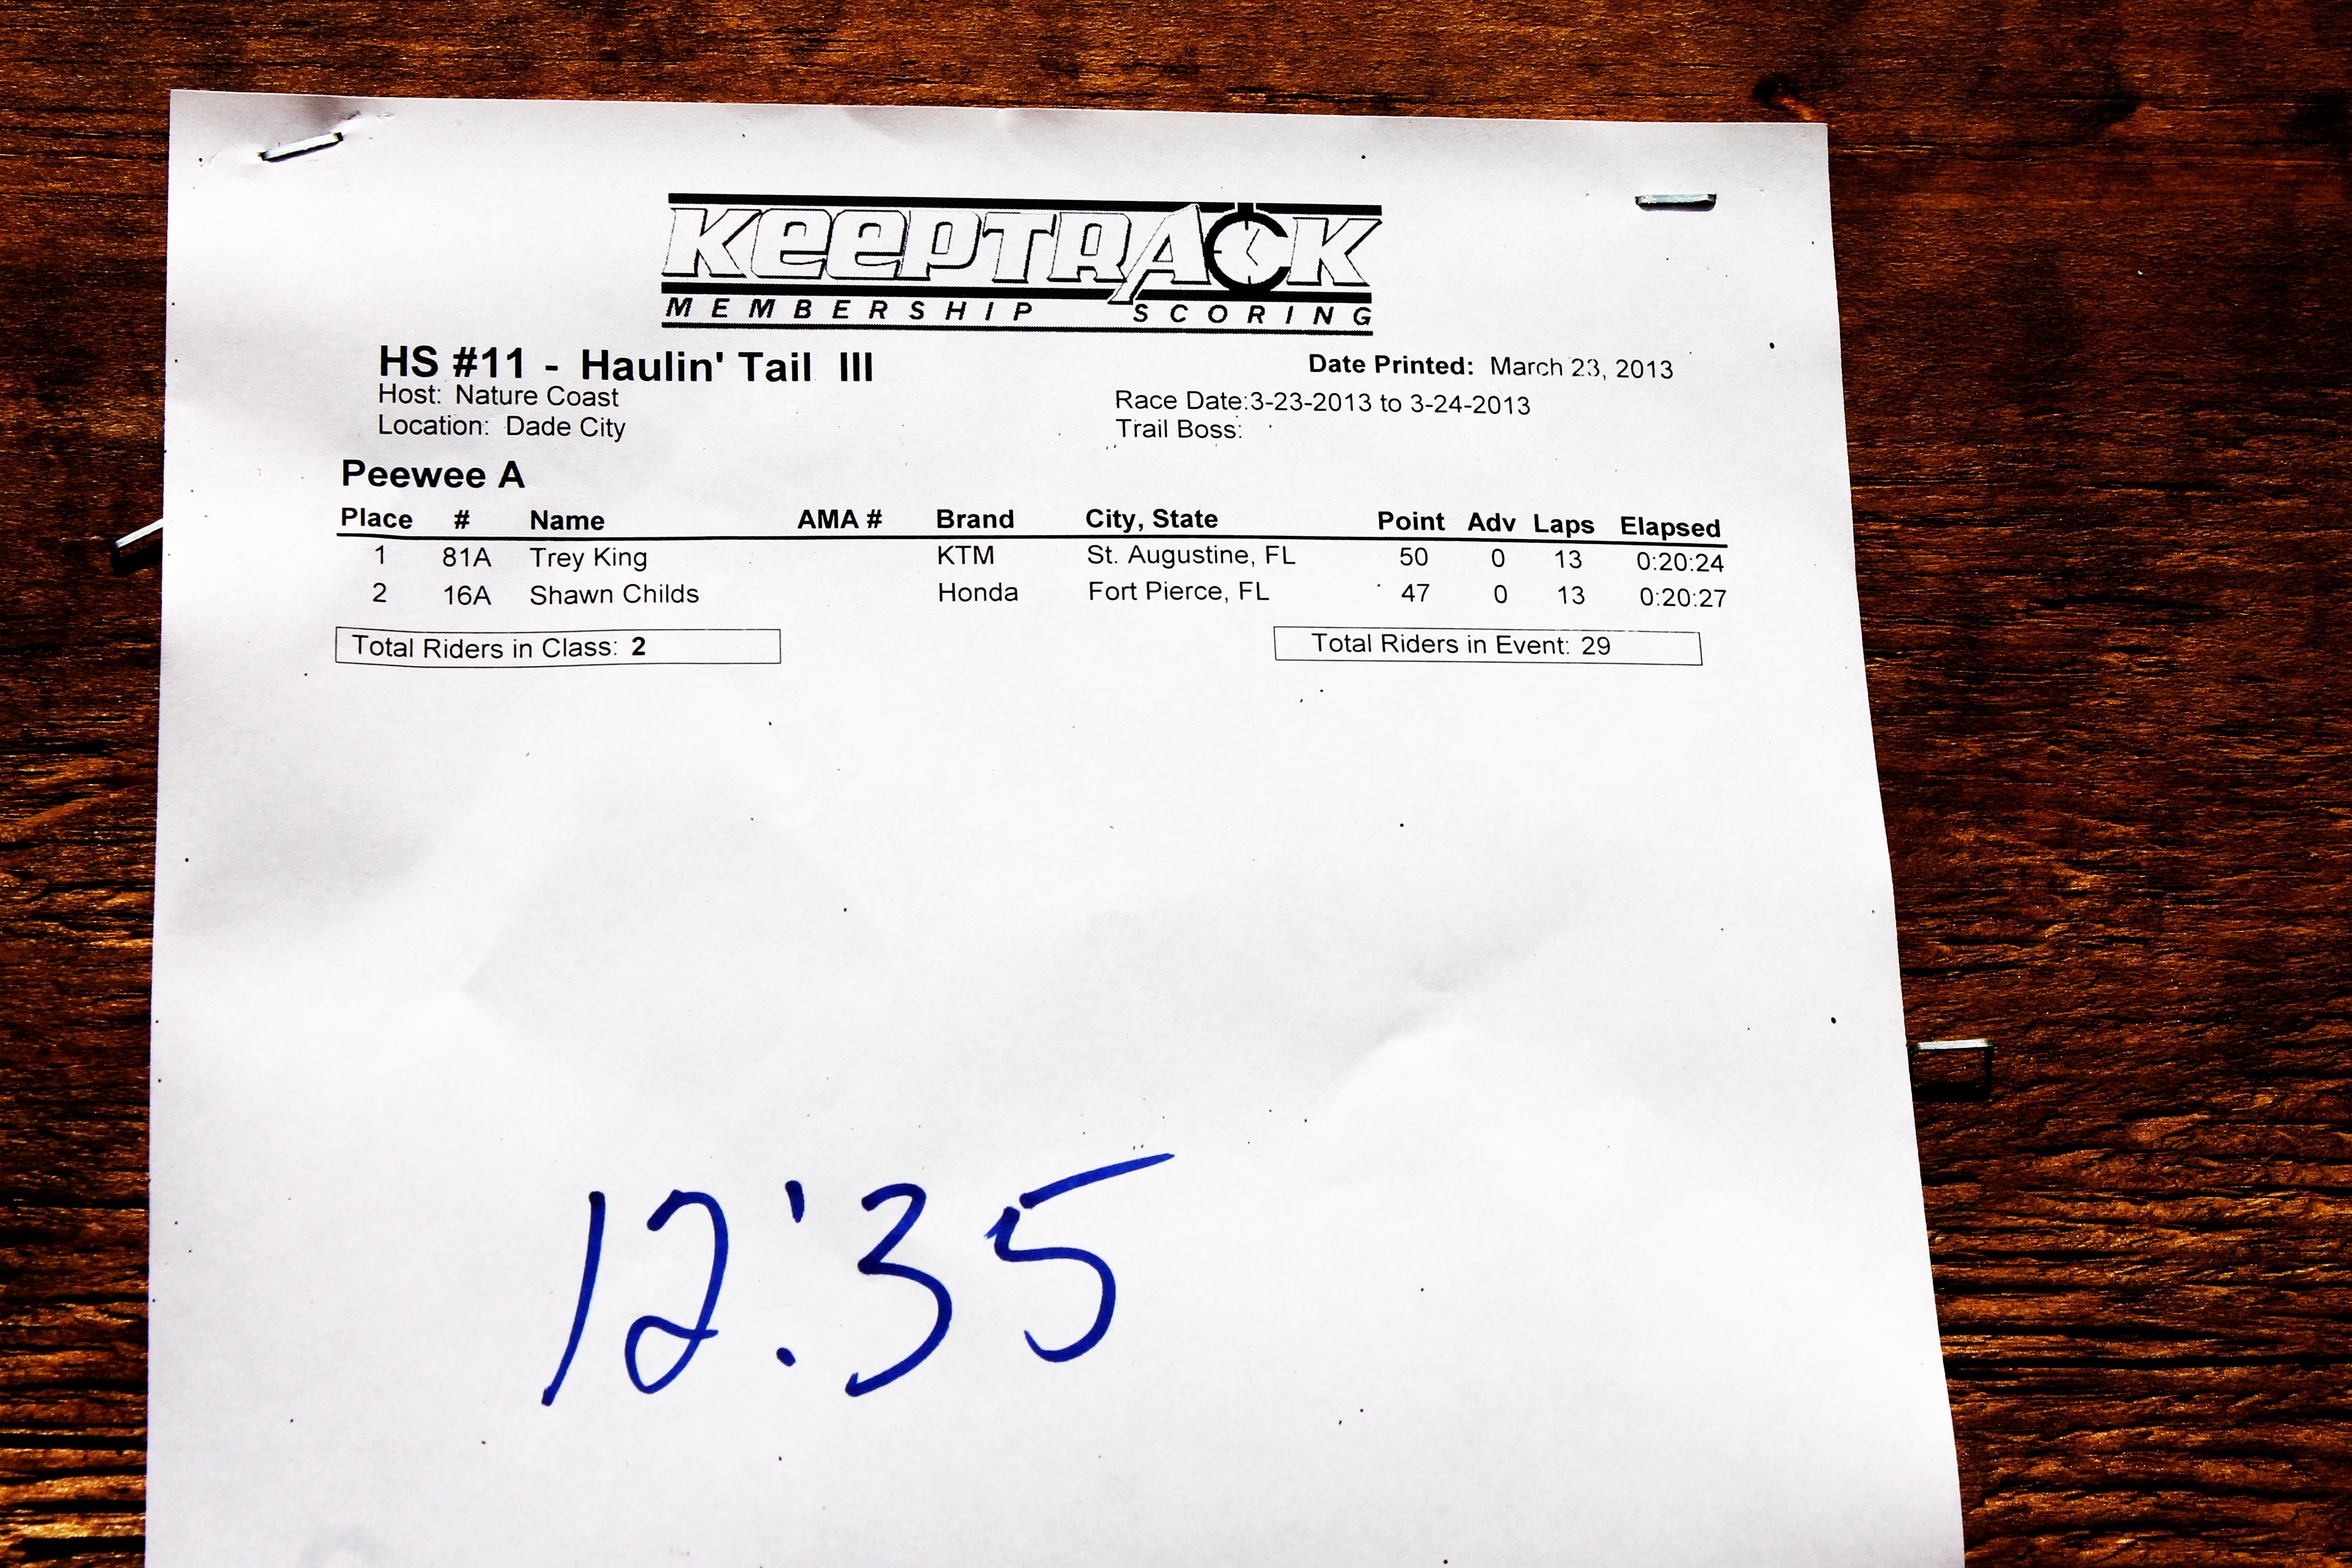 KEEPTRACK
MEMBERSHIP SCORING
HS #11 - Haulin' Tail III
Date Printed: March 23, 2013
Host: Nature Coast
Race Date:3-23-2013 to 3-24-2013
Location: Dade City
Trail Boss:
Peewee A
Place # Name AMA # Brand City, State Point Adv Laps Elapsed
1 81A Trey King KTM St. Augustine, FL 50 0 13 0:20:24
2 16A Shawn Childs Honda Fort Pierce, FL 47 0 13 0:20:27
Total Riders in Class: 2 Total Riders in Event: 29
12:35